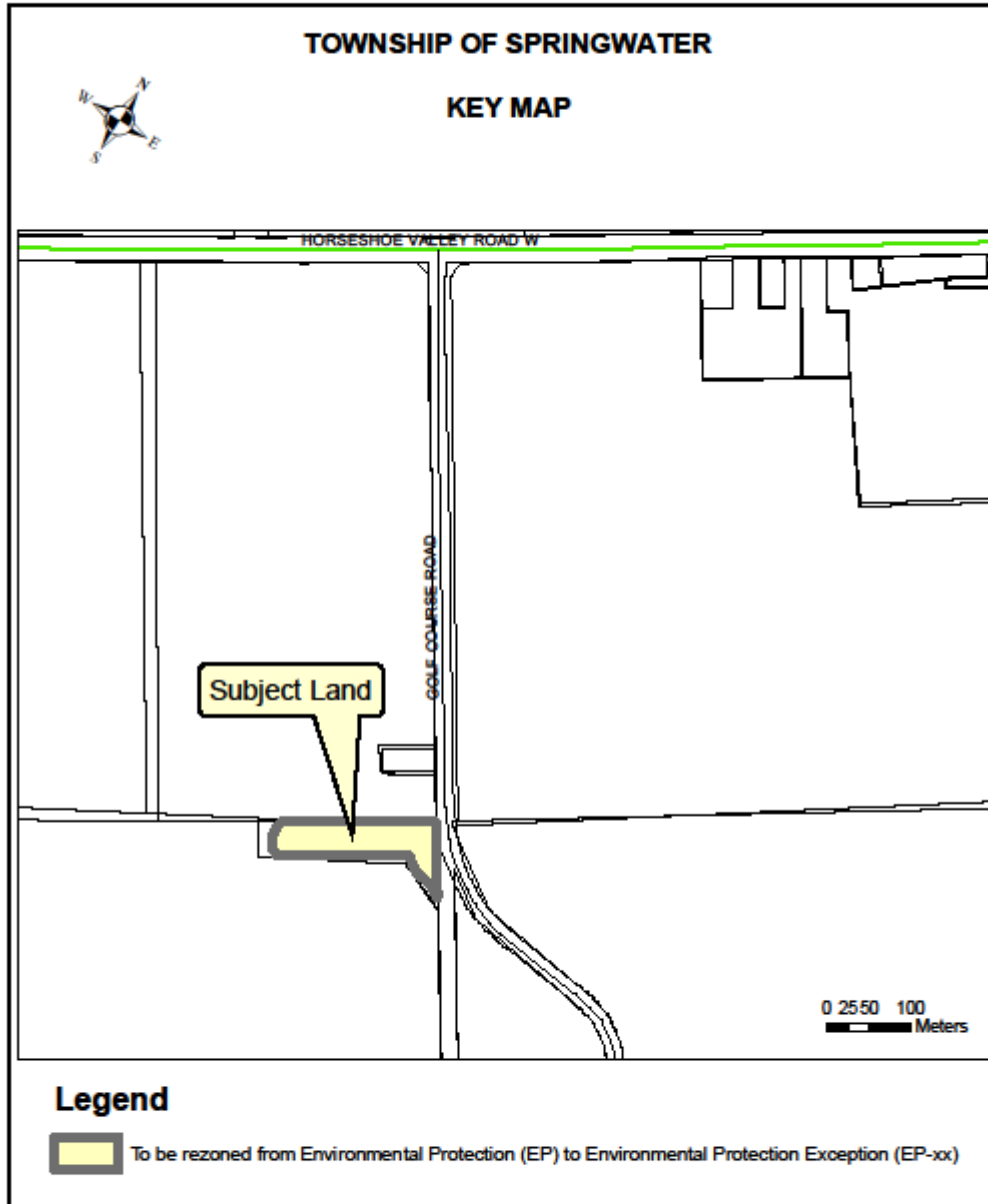 TOWNSHIP OF SPRINGWATER
KEY MAP
N
W
E
S
HORSESHOE VALLEY ROAD W
GOLF COURSE ROAD
Subject Land
0 25 50 100
Meters
Legend
To be rezoned from Environmental Protection (EP) to Environmental Protection Exception (EP-xx)